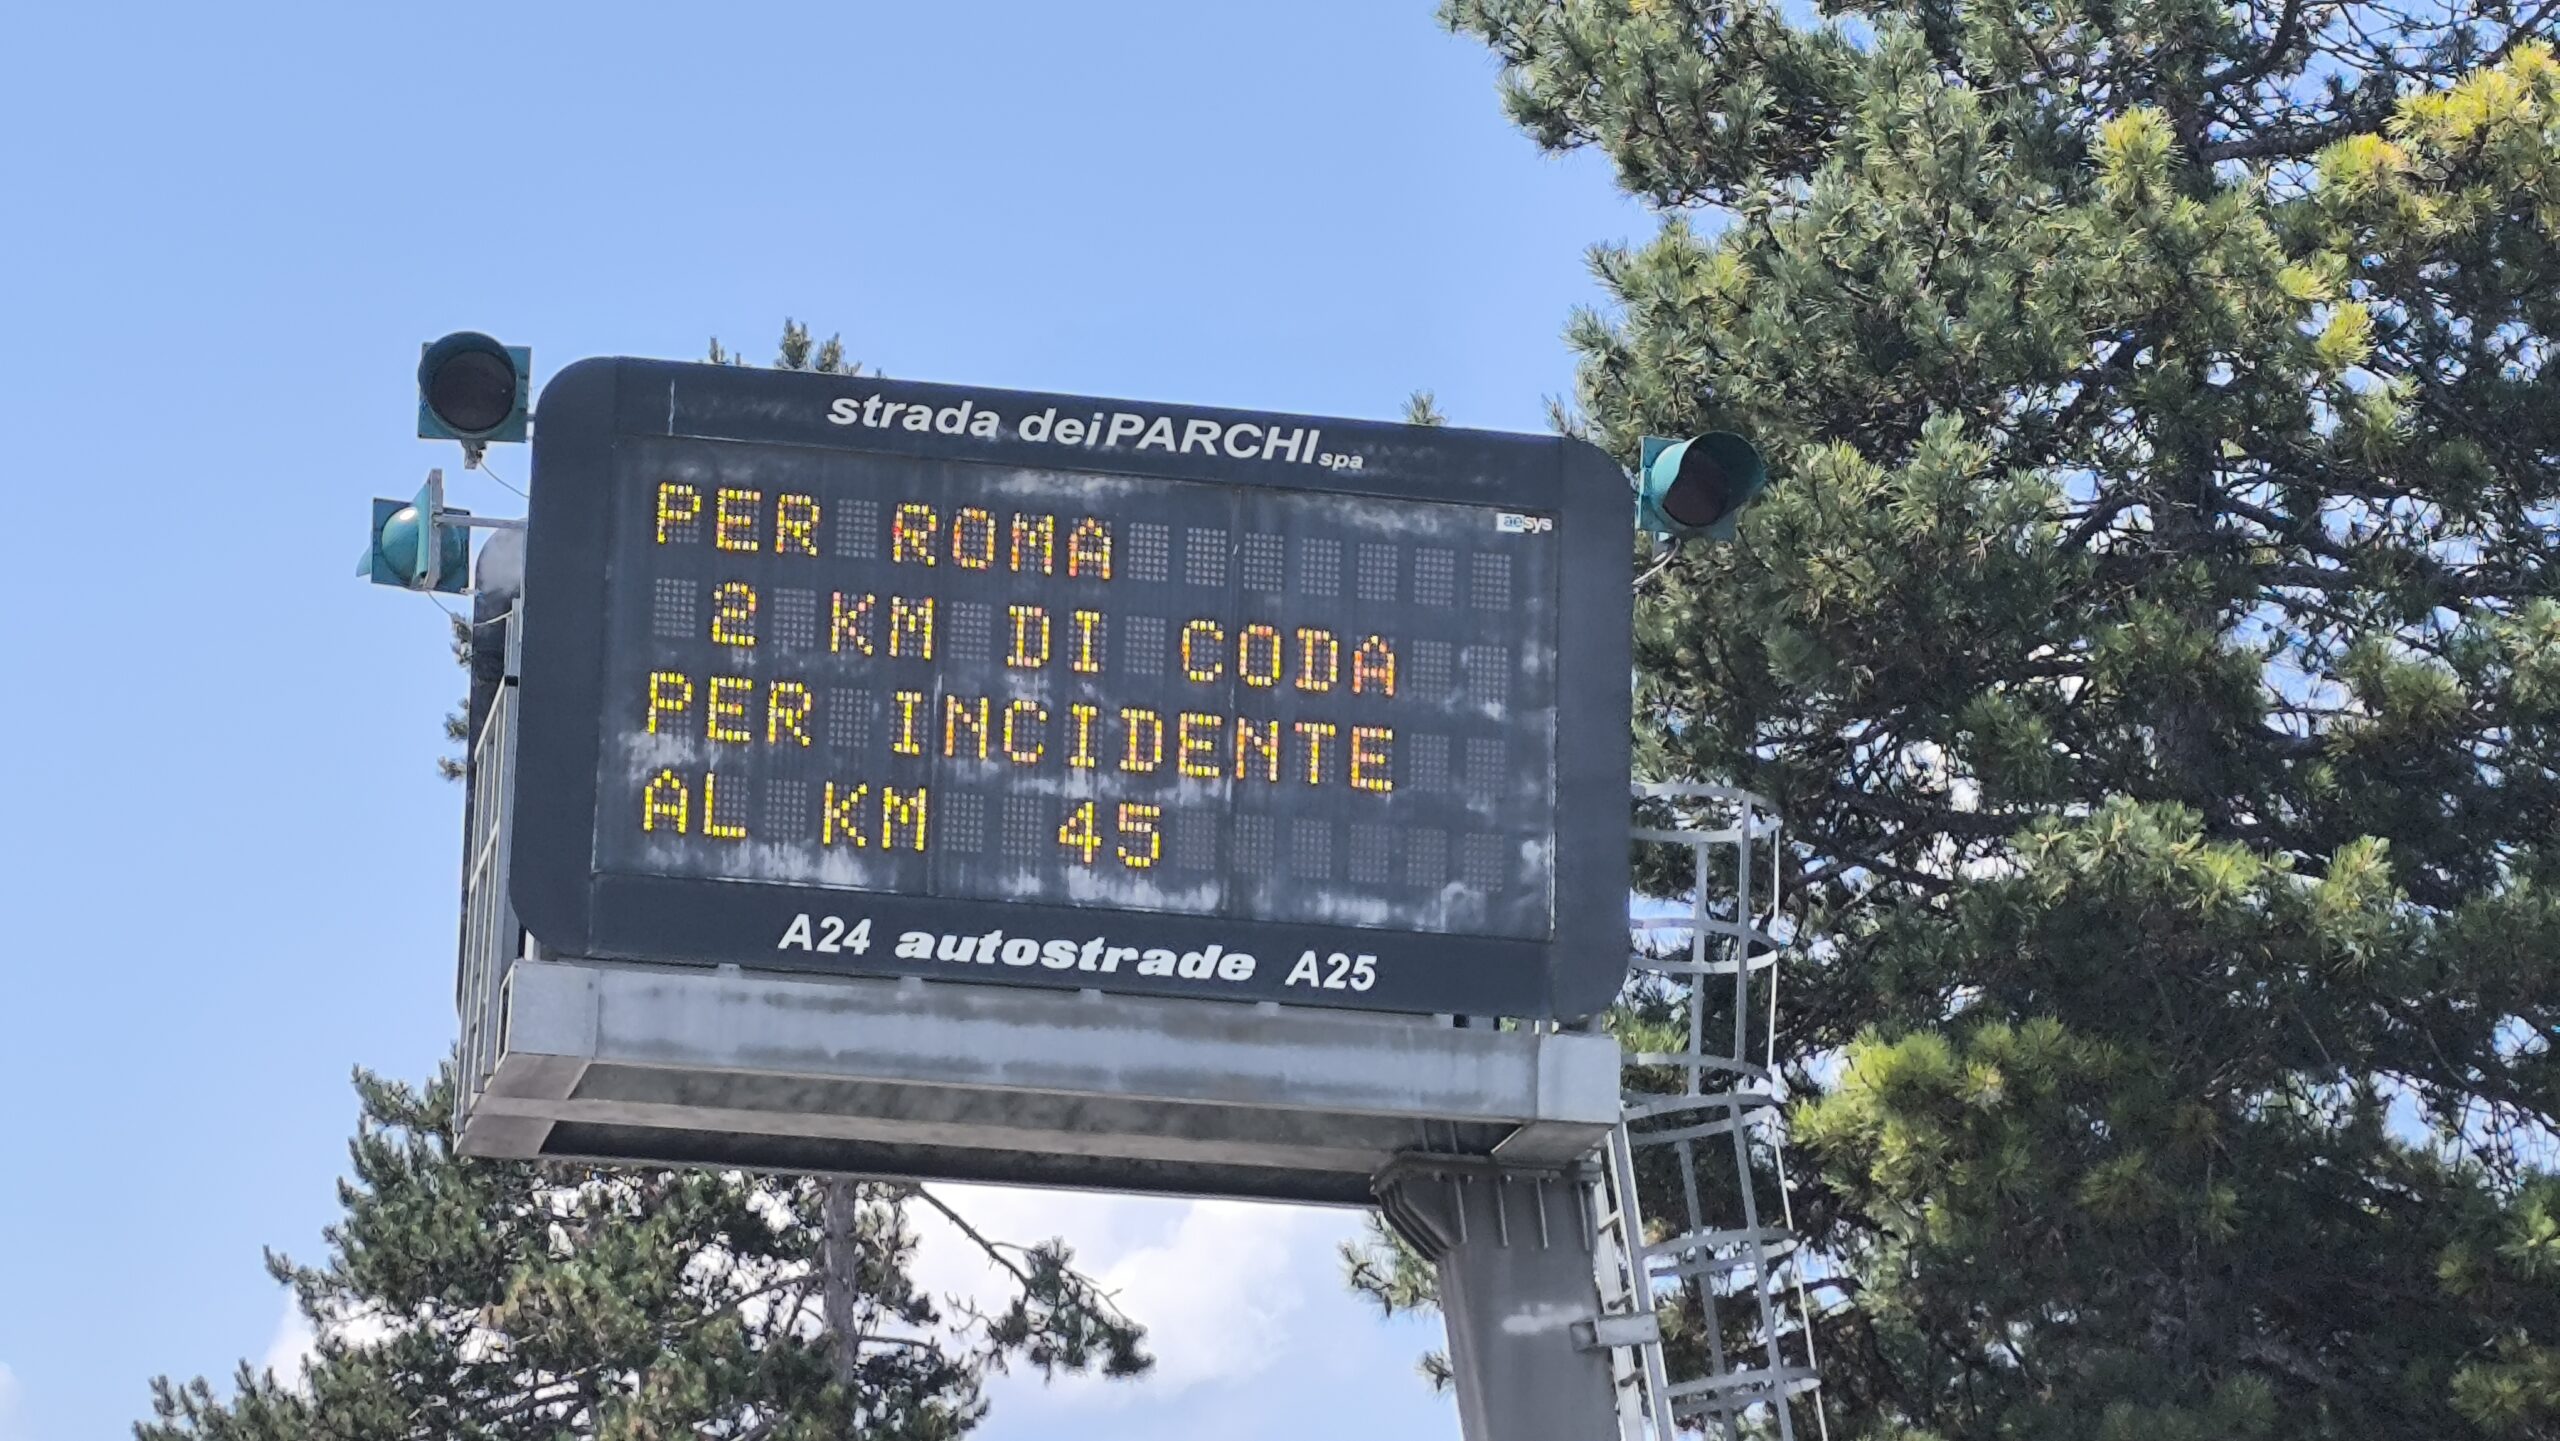 strada deiPARCHI spa
aesys
PER ROMA
2 KM DI CODA
PER INCIDENTE
AL KM 45
A24 autostrade A25